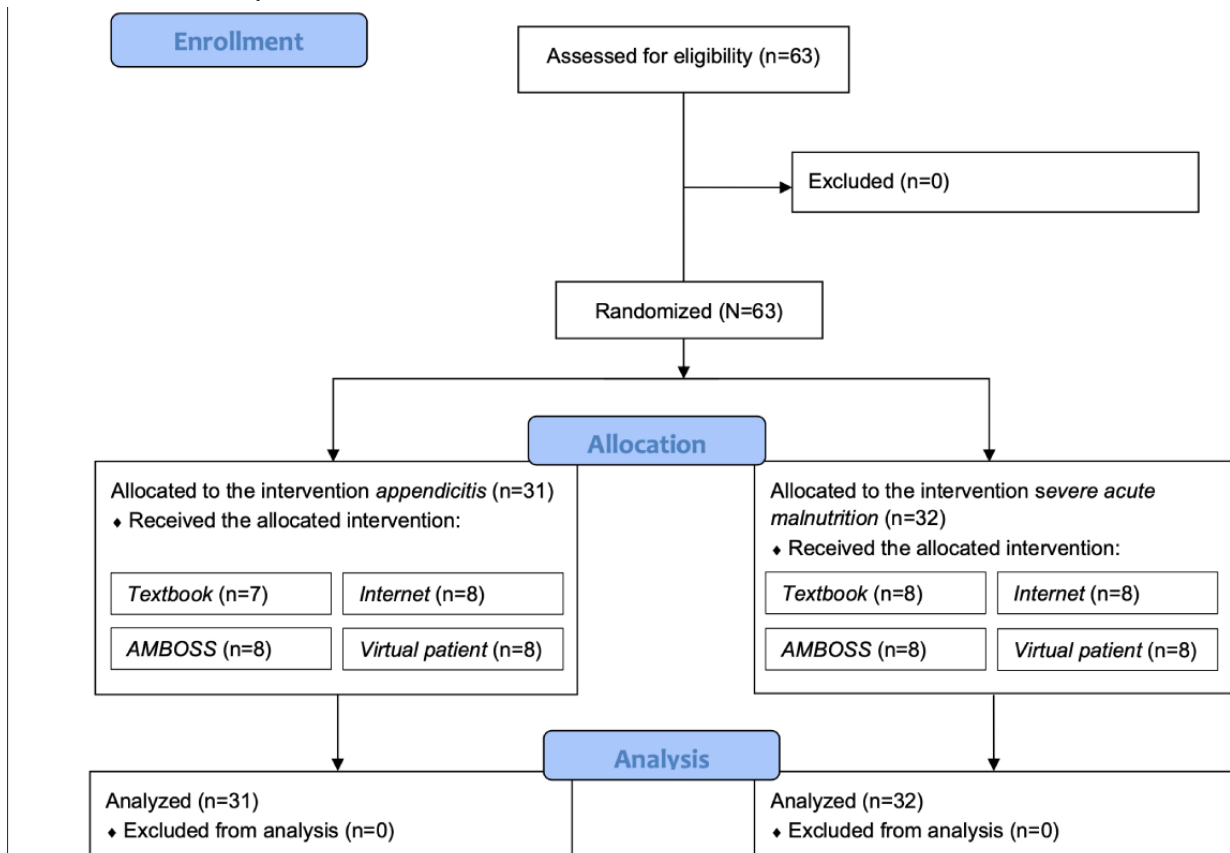 Enrollment
Assessed for eligibility (n=63)
Excluded (n=0)
Randomized (N=63)
Allocation
Allocated to the intervention appendicitis (n=31)
♦ Received the allocated intervention:
Textbook (n=7)
Internet (n=8)
AMBOSS (n=8)
Virtual patient (n=8)
Allocated to the intervention severe acute
malnutrition (n=32)
♦ Received the allocated intervention:
Textbook (n=8)
Internet (n=8)
AMBOSS (n=8)
Virtual patient (n=8)
Analysis
Analyzed (n=31)
♦ Excluded from analysis (n=0)
Analyzed (n=32)
♦ Excluded from analysis (n=0)